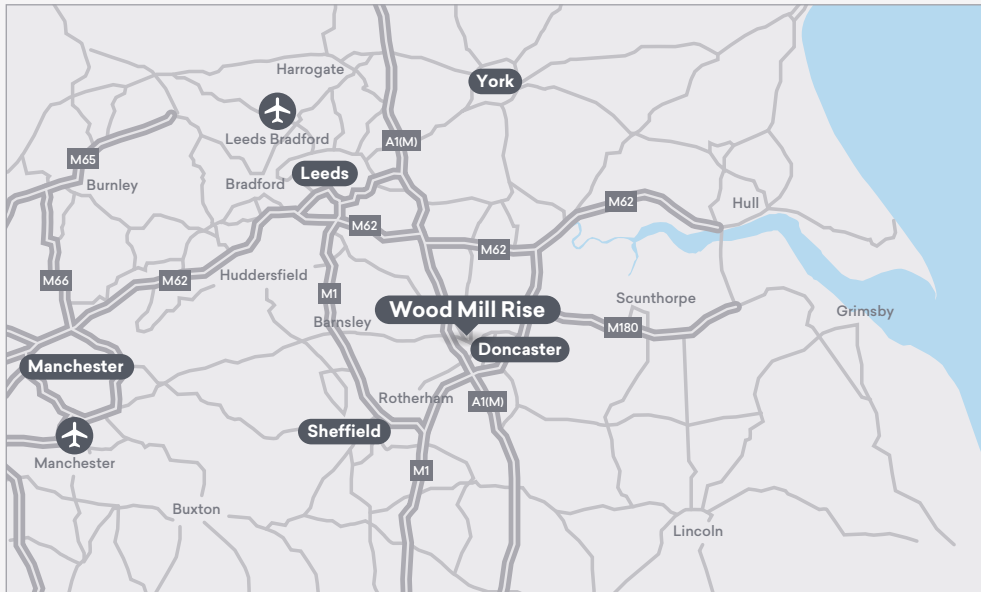 York
Harrogate
Leeds Bradford
A1(M)
M65
Burnley
Bradford
Leeds
M62
Hull
M62
M62
M66
M62
Huddersfield
M1
Barnsley
Wood Mill Rise
Scunthorpe
Grimsby
M180
Doncaster
Manchester
Rotherham
A1(M)
Sheffield
Manchester
M1
Buxton
Lincoln